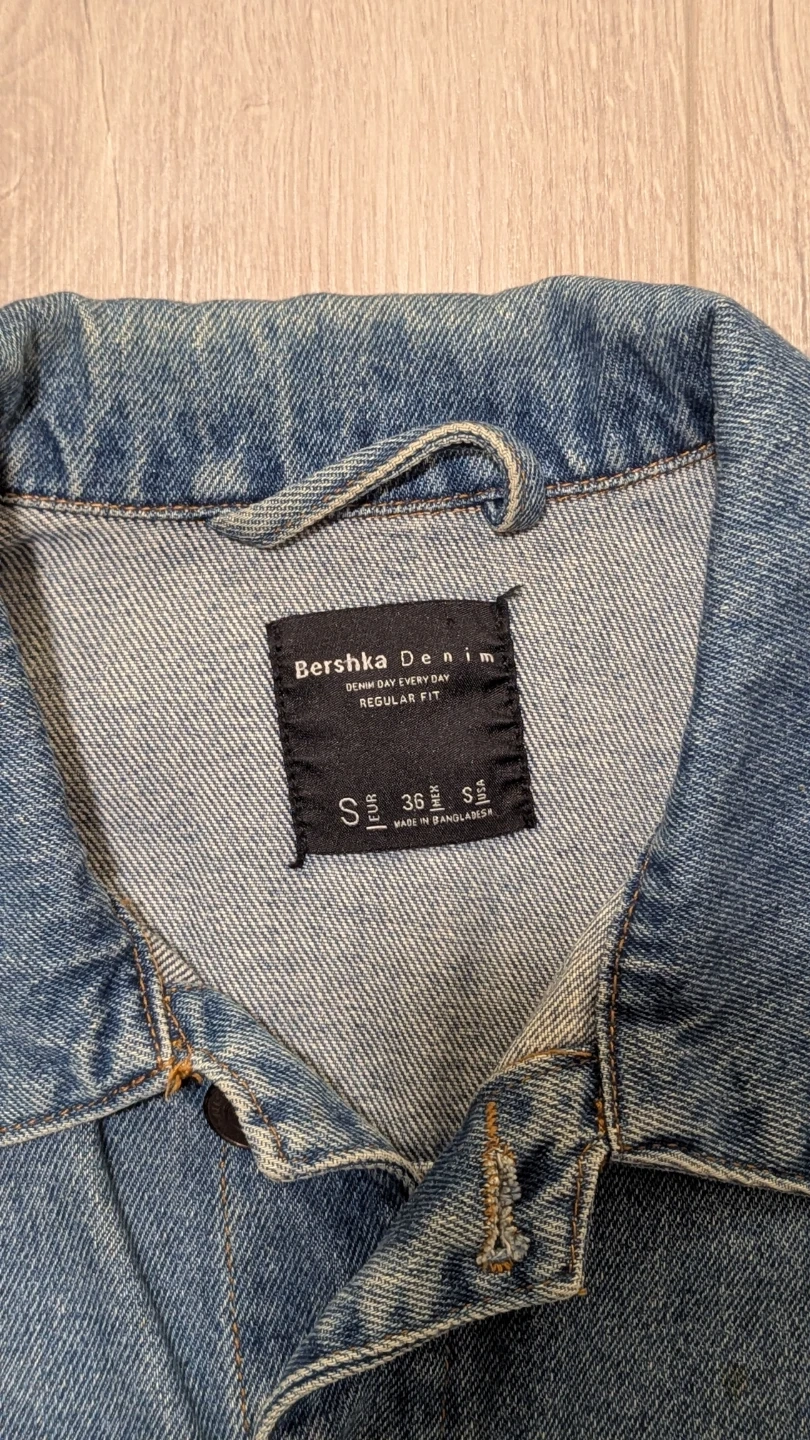 Bershka Denim
DENIM DAY EVERY DAY
REGULAR FIT
S EUR 36 MEX S USA
MADE IN BANGLADESH